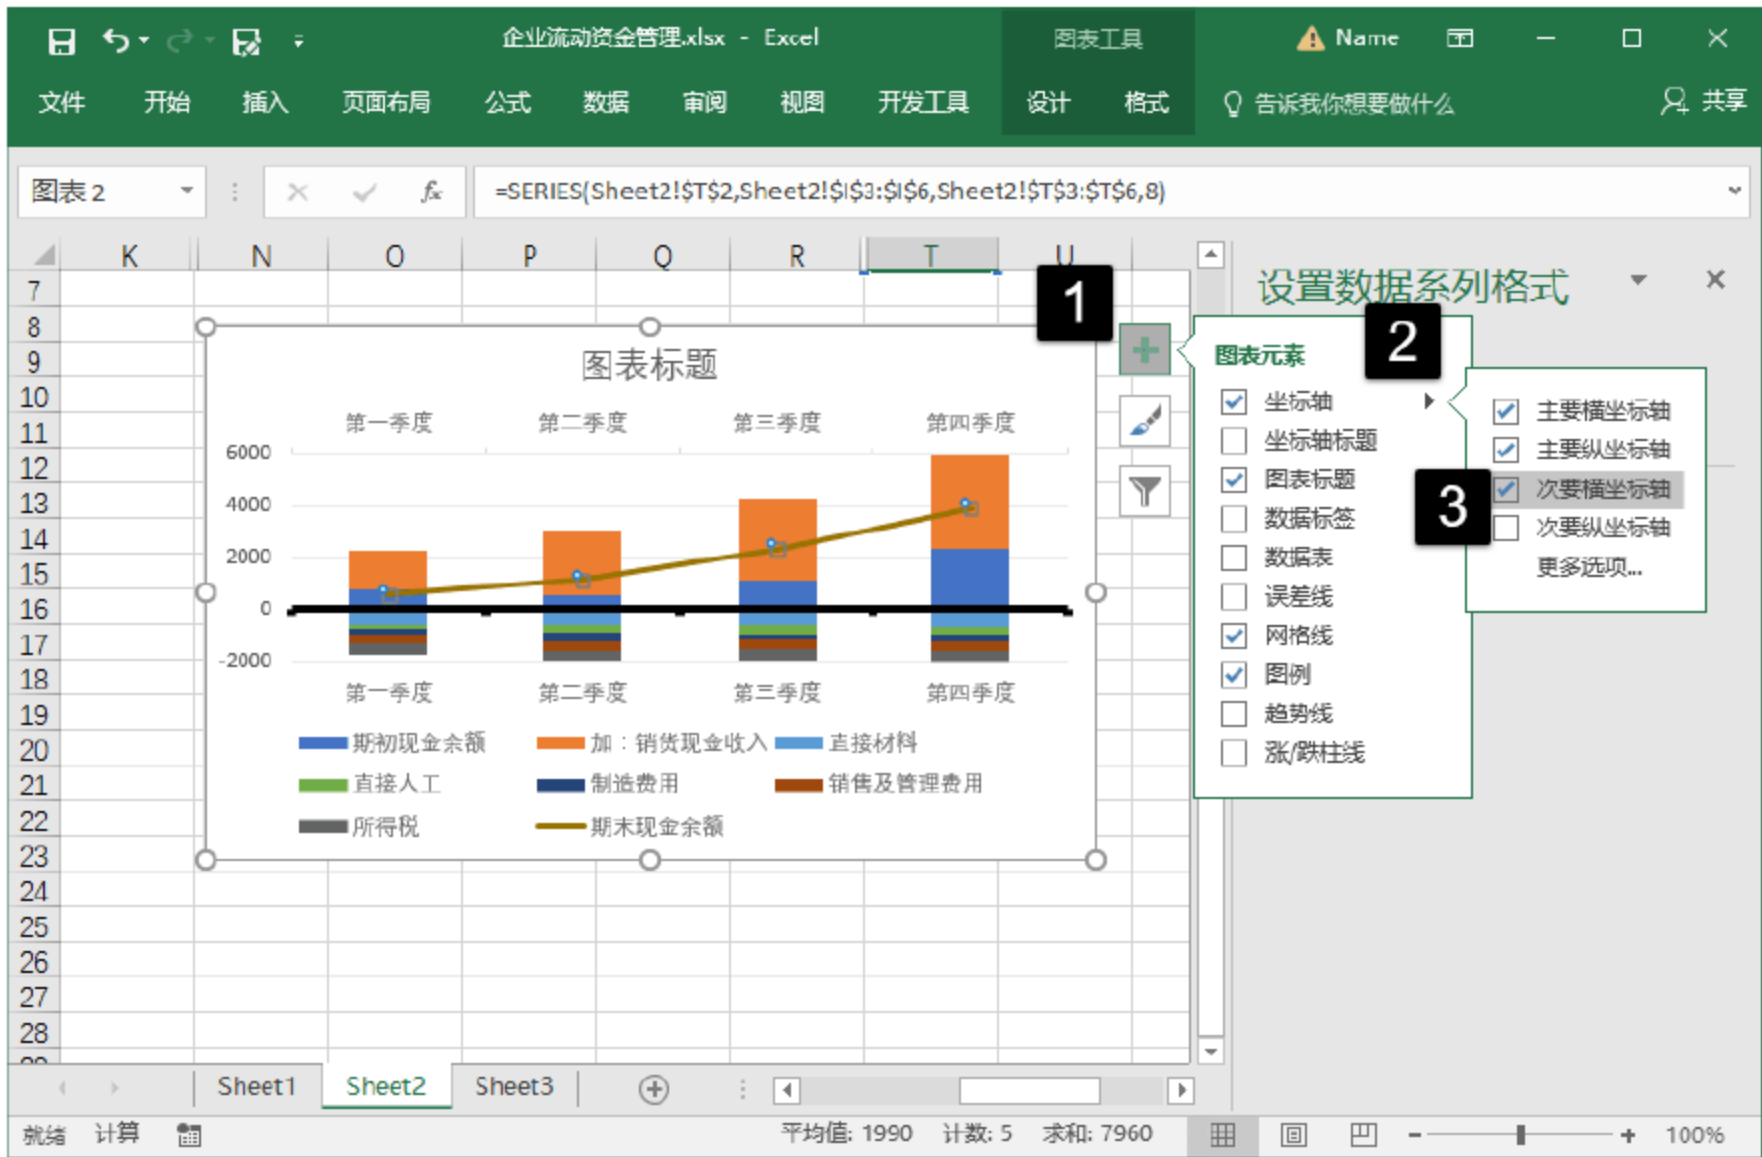 企业流动资金管理.xlsx - Excel
图表工具
Name
文件 开始 插入 页面布局 公式 数据 审阅 视图 开发工具 设计 格式 告诉我你想要做什么 共享
图表 2
fx
=SERIES(Sheet2!$T$2,Sheet2!$I$3:$I$6,Sheet2!$T$3:$T$6,8)
K N O P Q R T U
设置数据系列格式
7
8
9
10
11
12
13
14
15
16
17
18
19
20
21
22
23
24
25
26
27
28
图表标题
第一季度 第二季度 第三季度 第四季度
6000
4000
2000
0
-2000
第一季度 第二季度 第三季度 第四季度
期初现金余额 加：销货现金收入 直接材料
直接人工 制造费用 销售及管理费用
所得税 期末现金余额
1
2
3
图表元素
坐标轴
坐标轴标题
图表标题
数据标签
数据表
误差线
网格线
图例
趋势线
涨/跌柱线
主要横坐标轴
主要纵坐标轴
次要横坐标轴
次要纵坐标轴
更多选项...
Sheet1 Sheet2 Sheet3
就绪 计算 平均值: 1990 计数: 5 求和: 7960 100%